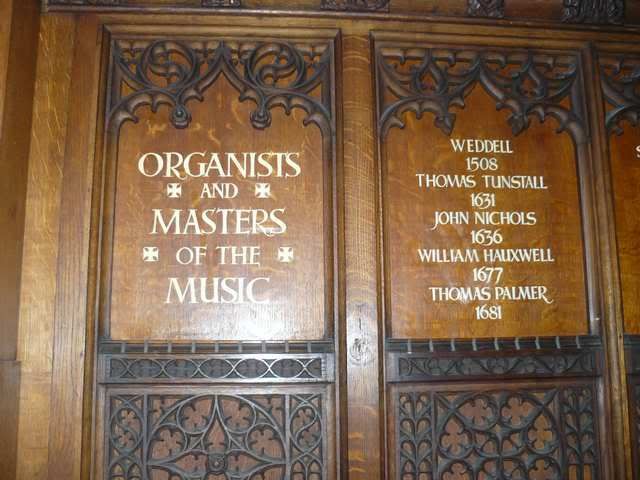 ORGANISTS
AND
MASTERS
OF THE
MUSIC
WEDDELL
1508
THOMAS TUNSTALL
1631
JOHN NICHOLS
1636
WILLIAM HAUXWELL
1677
THOMAS PALMER
1681